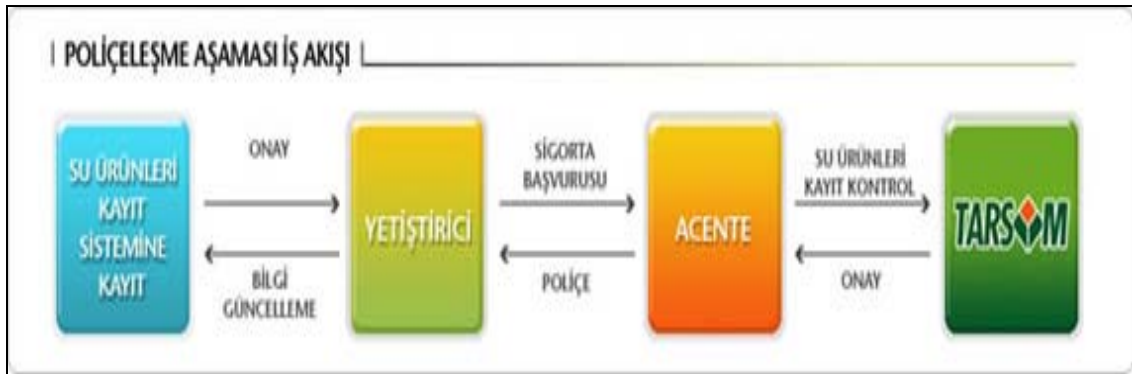 | POLİÇELEŞME AŞAMASI İŞ AKIŞI |
SU ÜRÜNLERİ
KAYIT
SİSTEMİNE
KAYIT
ONAY
BİLGİ
GÜNCELLEME
YETİŞTİRİCİ
SİGORTA
BAŞVURUSU
POLİÇE
ACENTE
SU ÜRÜNLERİ
KAYIT KONTROL
ONAY
TARSİM